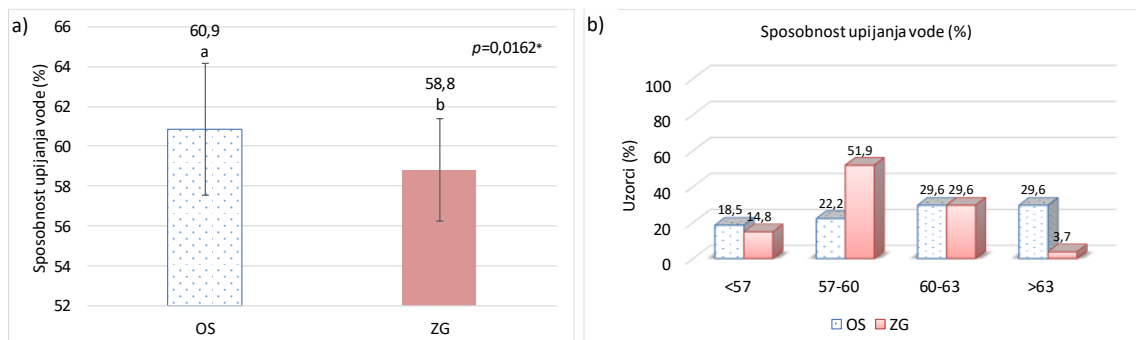 a)
Sposobnost upijanja vode (%)
66
64
62
60
58
56
54
52
60,9
a
58,8
b
p=0,0162*
OS
ZG
b)
Sposobnost upijanja vode (%)
Uzorci (%)
100
80
60
40
20
0
18,5
14,8
22,2
51,9
29,6
29,6
29,6
3,7
<57
57-60
60-63
>63
OS
ZG